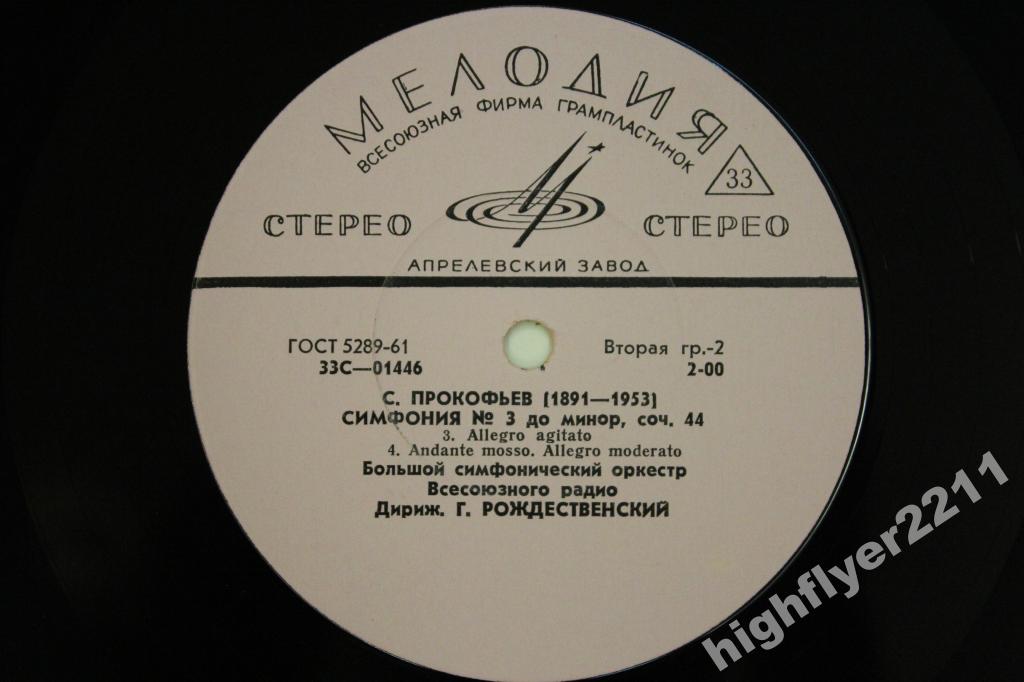 МЕЛОДИЯ
ВСЕСОЮЗНАЯ ФИРМА ГРАМПЛАСТИНОК
33
СТЕРЕО СТЕРЕО
АПРЕЛЕВСКИЙ ЗАВОД
ГОСТ 5289-61 Вторая гр.-2
33С—01446 2-00
С. ПРОКОФЬЕВ (1891—1953)
СИМФОНИЯ № 3 до минор, соч. 44
3. Allegro agitato
4. Andante mosso. Allegro moderato
Большой симфонический оркестр
Всесоюзного радио
Дириж. Г. РОЖДЕСТВЕНСКИЙ
highflyer2211